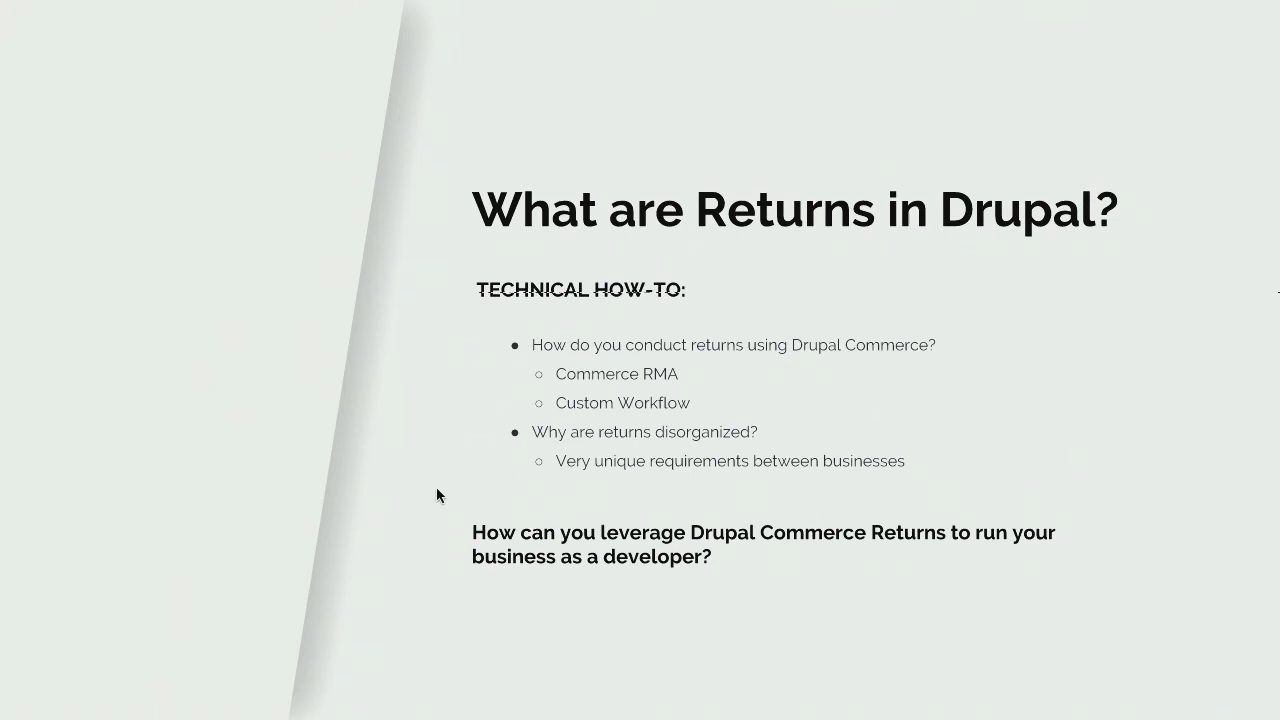 What are Returns in Drupal?
TECHNICAL HOW-TO:
● How do you conduct returns using Drupal Commerce?
○ Commerce RMA
○ Custom Workflow
● Why are returns disorganized?
○ Very unique requirements between businesses
How can you leverage Drupal Commerce Returns to run your
business as a developer?